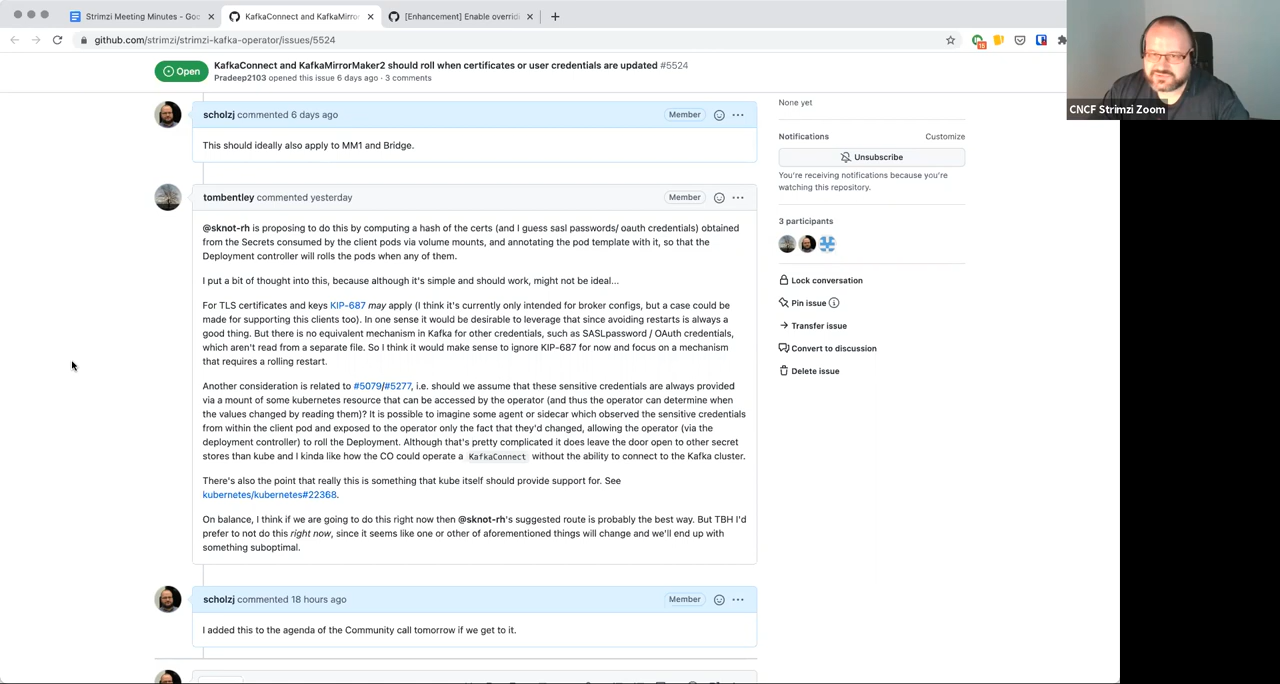 Strimzi Meeting Minutes - Goo
KafkaConnect and KafkaMirror
[Enhancement] Enable overridi
github.com/strimzi/strimzi-kafka-operator/issues/5524
18
Open
KafkaConnect and KafkaMirrorMaker2 should roll when certificates or user credentials are updated #5524
Pradeep2103 opened this issue 6 days ago · 3 comments
scholzj commented 6 days ago
Member
This should ideally also apply to MM1 and Bridge.
tombentley commented yesterday
Member
@sknot-rh is proposing to do this by computing a hash of the certs (and I guess sasl passwords/ oauth credentials) obtained
from the Secrets consumed by the client pods via volume mounts, and annotating the pod template with it, so that the
Deployment controller will rolls the pods when any of them.
I put a bit of thought into this, because although it's simple and should work, might not be ideal...
For TLS certificates and keys KIP-687 may apply (I think it's currently only intended for broker configs, but a case could be
made for supporting this clients too). In one sense it would be desirable to leverage that since avoiding restarts is always a
good thing. But there is no equivalent mechanism in Kafka for other credentials, such as SASLpassword / OAuth credentials,
which aren't read from a separate file. So I think it would make sense to ignore KIP-687 for now and focus on a mechanism
that requires a rolling restart.
Another consideration is related to #5079/#5277, i.e. should we assume that these sensitive credentials are always provided
via a mount of some kubernetes resource that can be accessed by the operator (and thus the operator can determine when
the values changed by reading them)? It is possible to imagine some agent or sidecar which observed the sensitive credentials
from within the client pod and exposed to the operator only the fact that they'd changed, allowing the operator (via the
deployment controller) to roll the Deployment. Although that's pretty complicated it does leave the door open to other secret
stores than kube and I kinda like how the CO could operate a KafkaConnect without the ability to connect to the Kafka cluster.
There's also the point that really this is something that kube itself should provide support for. See
kubernetes/kubernetes#22368.
On balance, I think if we are going to do this right now then @sknot-rh's suggested route is probably the best way. But TBH I'd
prefer to not do this right now, since it seems like one or other of aforementioned things will change and we'll end up with
something suboptimal.
scholzj commented 18 hours ago
Member
I added this to the agenda of the Community call tomorrow if we get to it.
None yet
Notifications
Customize
Unsubscribe
You're receiving notifications because you're
watching this repository.
3 participants
Lock conversation
Pin issue
Transfer issue
Convert to discussion
Delete issue
CNCF Strimzi Zoom